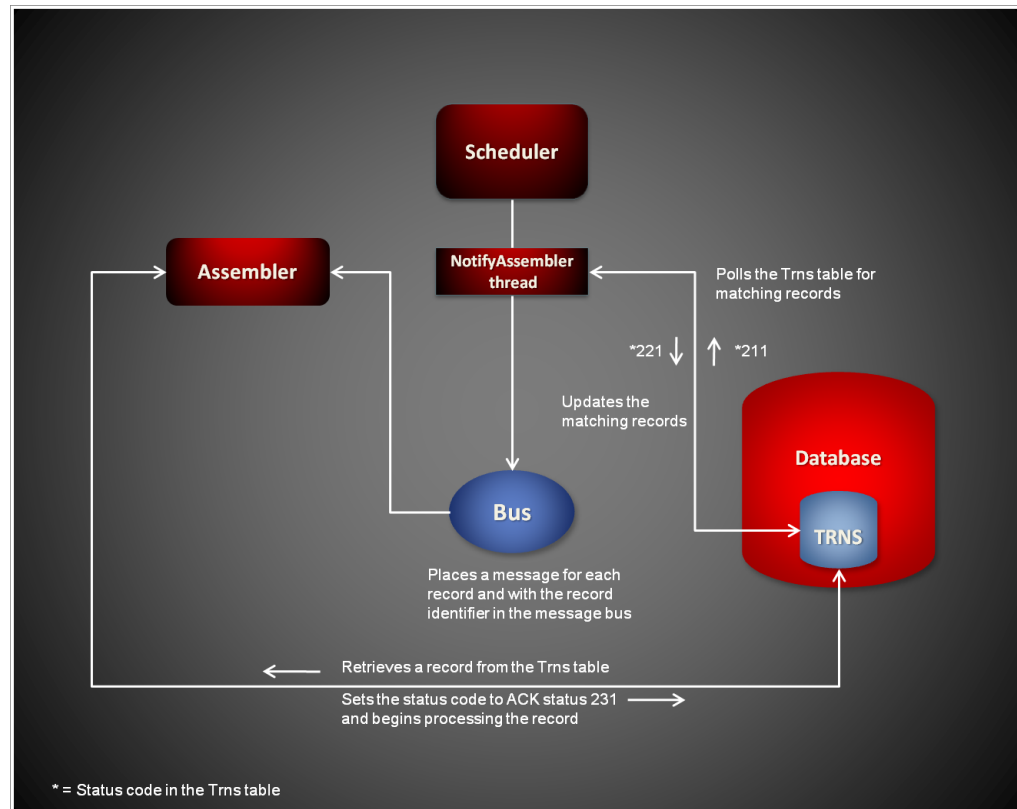 Scheduler
NotifyAssembler
thread
Assembler
Polls the Trns table for
matching records
*221
*211
Updates the
matching records
Database
TRNS
Bus
Places a message for each
record and with the record
identifier in the message bus
Retrieves a record from the Trns table
Sets the status code to ACK status 231
and begins processing the record
* = Status code in the Trns table